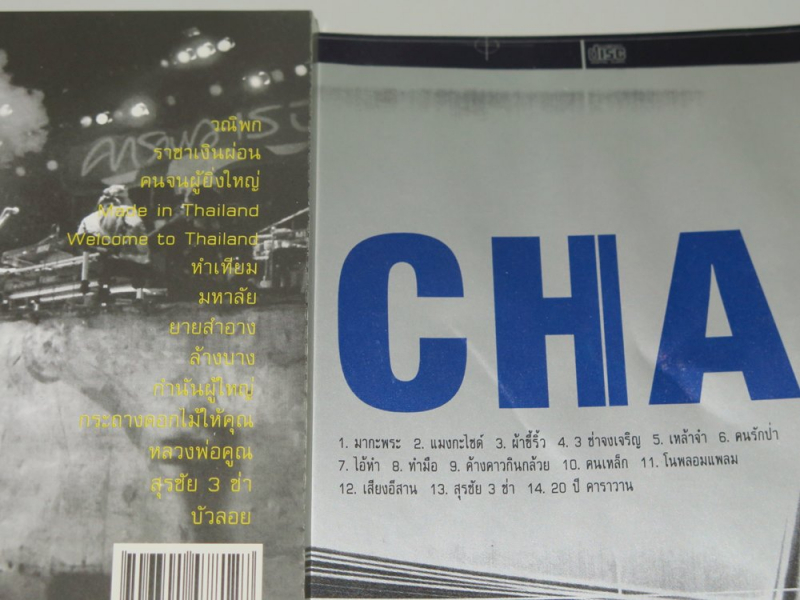 วณิพก
ราชาเงินผ่อน
คนจนผู้ยิ่งใหญ่
Made in Thailand
Welcome to Thailand
ทำเทียม
มหาลัย
ยายสำอาง
ล้างบาง
กำนันผู้ใหญ่
กระถางดอกไม้ให้คุณ
หลวงพ่อคูณ
สุรชัย 3 ช่า
บัวลอย
disc
CHA
1. มากะพระ 2. แมงกะไซด์ 3. ผ้าขี้ริ้ว 4. 3 ช่าจงเจริญ 5. เหล้าจ๋า 6. คนรักป่า
7. ไอ้หำ 8. ทำมือ 9. ค้างคาวกินกล้วย 10. คนเหล็ก 11. โนพลอมแพลม
12. เสียงอีสาน 13. สุรชัย 3 ช่า 14. 20 ปี คาราวาน